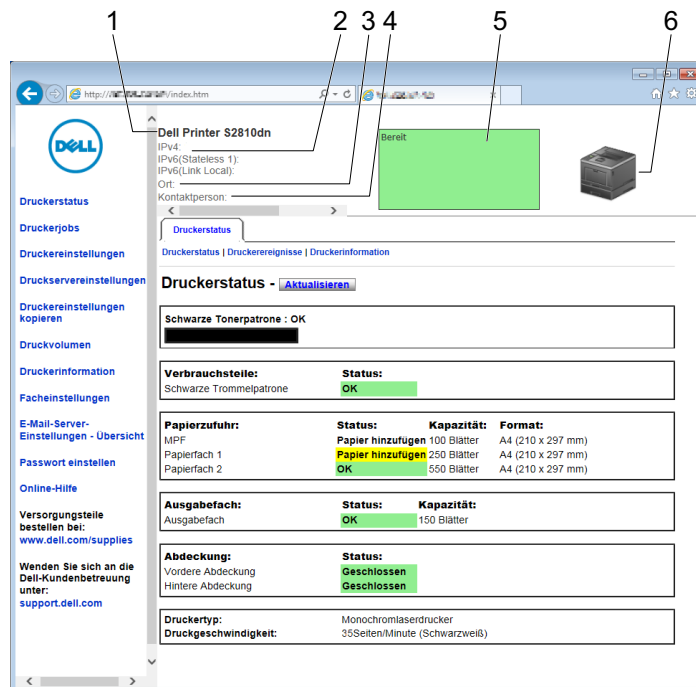 1 2 3 4 5 6
http:// /index.htm
DELL
Dell Printer S2810dn
IPv4:
IPv6(Stateless 1):
IPv6(Link Local):
Ort:
Kontaktperson:
Bereit
Druckerstatus
Druckerjobs
Druckereinstellungen
Druckservereinstellungen
Druckereinstellungen
kopieren
Druckvolumen
Druckerinformation
Facheinstellungen
E-Mail-Server-
Einstellungen - Übersicht
Passwort einstellen
Online-Hilfe
Versorgungsteile
bestellen bei:
www.dell.com/supplies
Wenden Sie sich an die
Dell-Kundenbetreuung
unter:
support.dell.com
Druckerstatus
Druckerstatus | Druckerereignisse | Druckerinformation
Druckerstatus - Aktualisieren
Schwarze Tonerpatrone : OK
Verbrauchsteile: Status:
Schwarze Trommelpatrone OK
Papierzufuhr: Status: Kapazität: Format:
MPF Papier hinzufügen 100 Blätter A4 (210 x 297 mm)
Papierfach 1 Papier hinzufügen 250 Blätter A4 (210 x 297 mm)
Papierfach 2 OK 550 Blätter A4 (210 x 297 mm)
Ausgabefach: Status: Kapazität:
Ausgabefach OK 150 Blätter
Abdeckung: Status:
Vordere Abdeckung Geschlossen
Hintere Abdeckung Geschlossen
Druckertyp: Monochromlaserdrucker
Druckgeschwindigkeit: 35Seiten/Minute (Schwarzweiß)